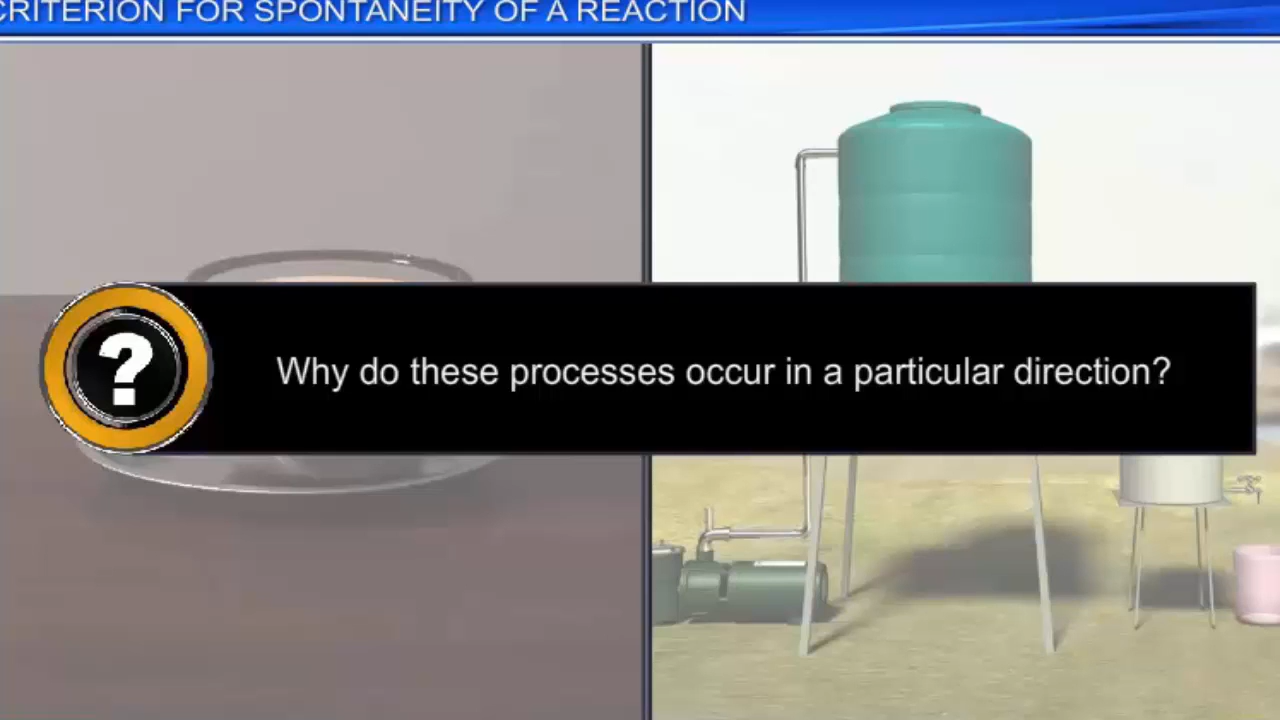 CRITERION FOR SPONTANEITY OF A REACTION
?
Why do these processes occur in a particular direction?